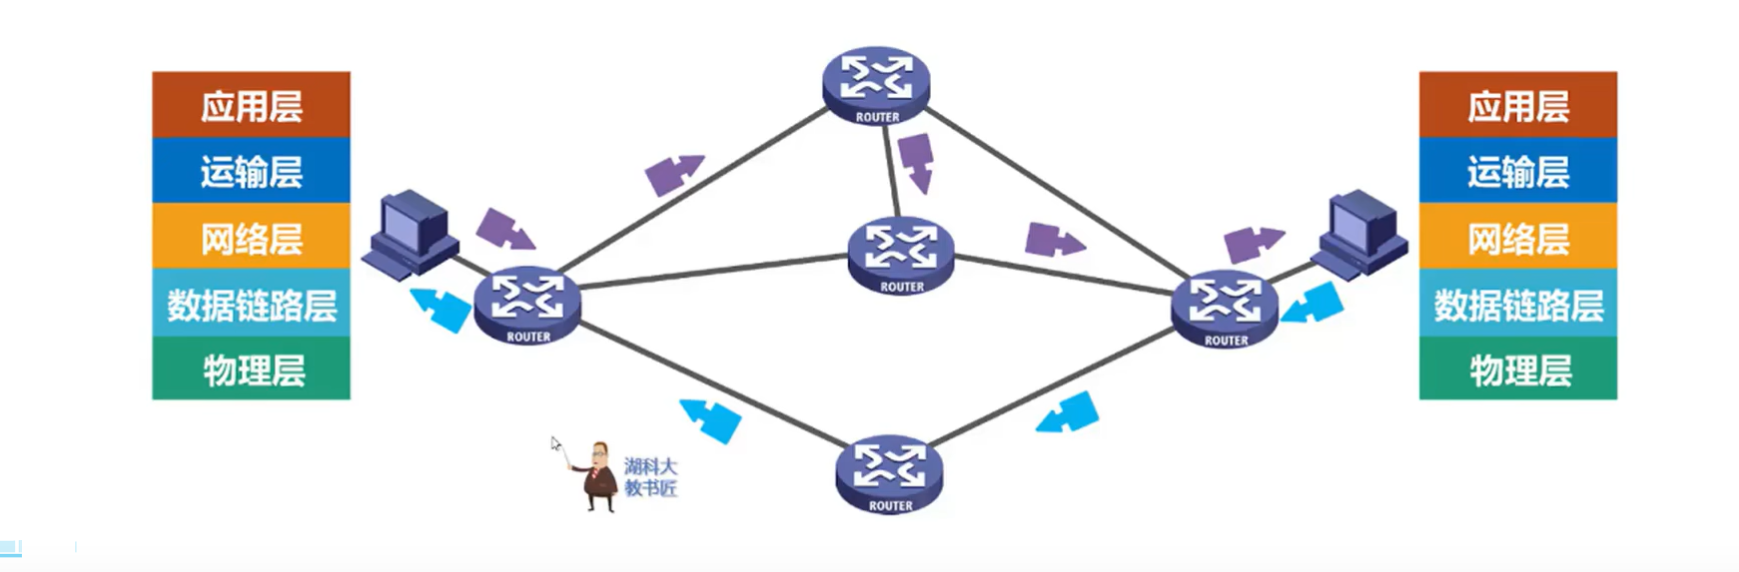 应用层
运输层
网络层
数据链路层
物理层
ROUTER
ROUTER
ROUTER
ROUTER
ROUTER
湖科大
教书匠
应用层
运输层
网络层
数据链路层
物理层